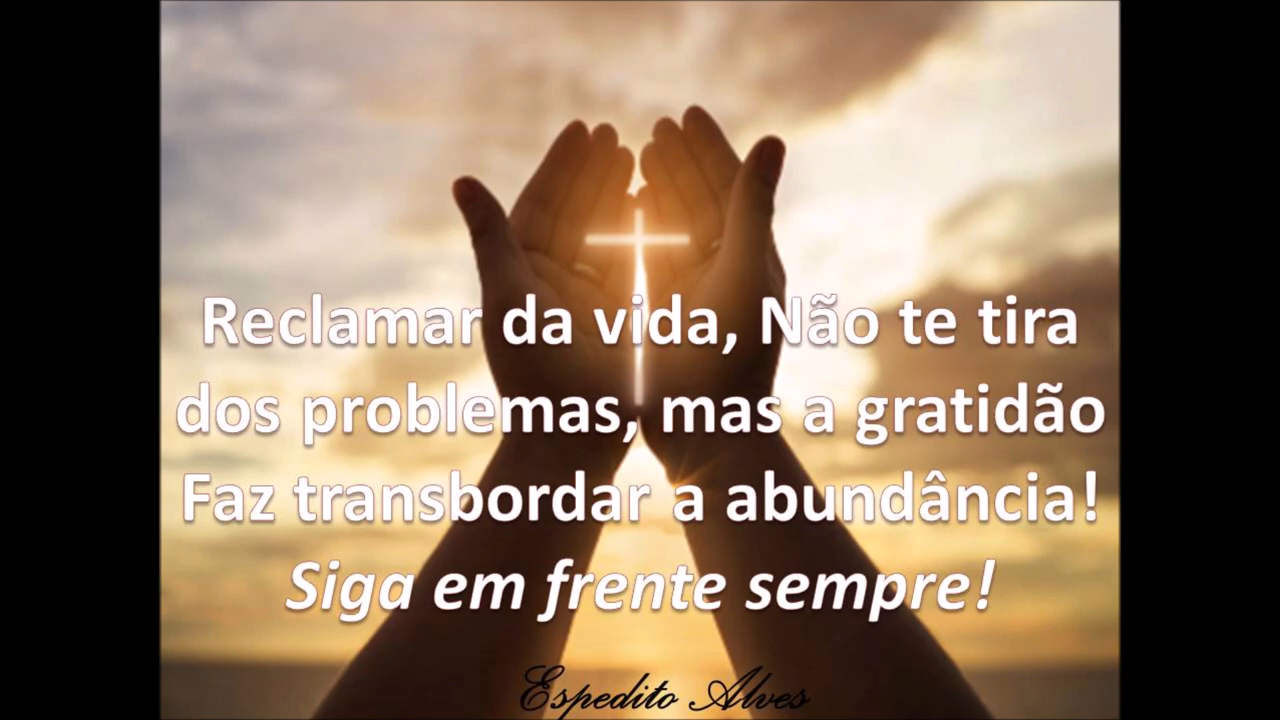 Reclamar da vida, Não te tira
dos problemas, mas a gratidão
Faz transbordar a abundância!
Siga em frente sempre!
Espedito Alves